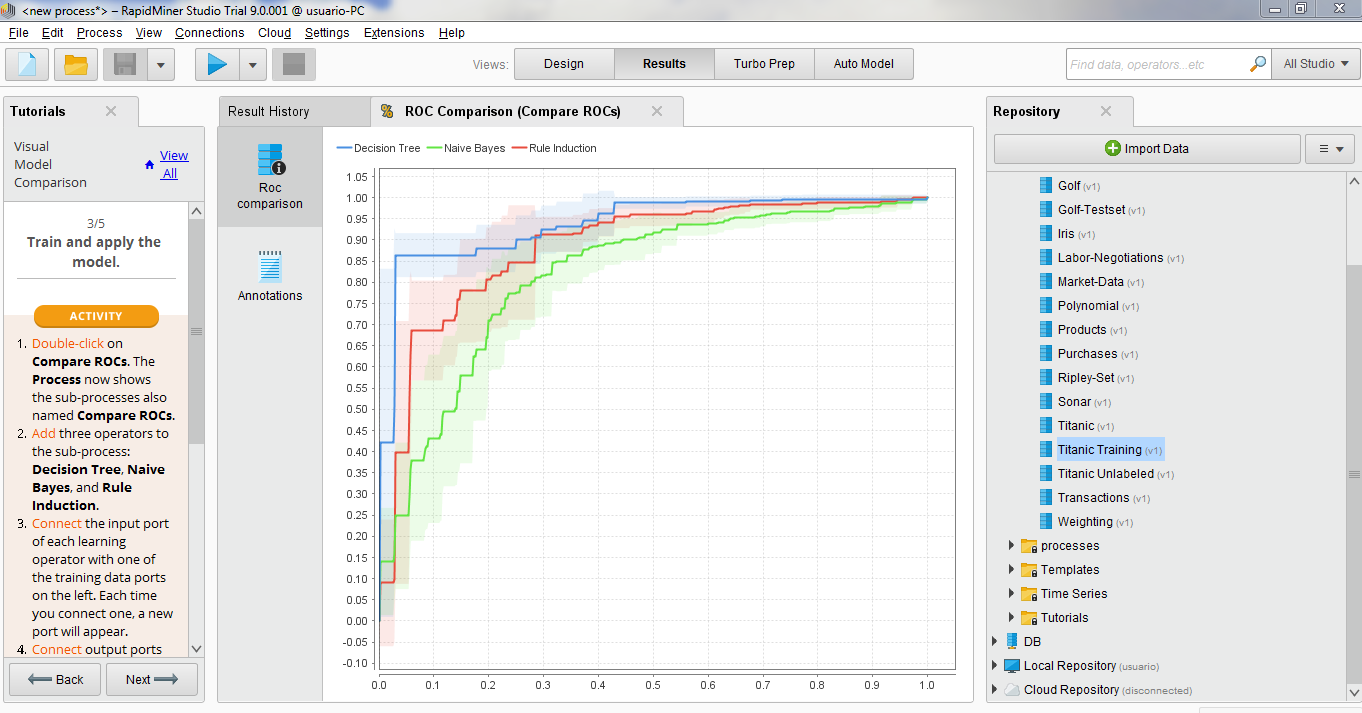 <new process*> – RapidMiner Studio Trial 9.0.001 @ usuario-PC
File Edit Process View Connections Cloud Settings Extensions Help
Views: Design Results Turbo Prep Auto Model
Find data, operators...etc
All Studio
Tutorials
Visual
Model
Comparison
View
All
3/5
Train and apply the
model.
ACTIVITY
1. Double-click on
Compare ROCs. The
Process now shows
the sub-processes also
named Compare ROCs.
2. Add three operators to
the sub-process:
Decision Tree, Naive
Bayes, and Rule
Induction.
3. Connect the input port
of each learning
operator with one of
the training data ports
on the left. Each time
you connect one, a new
port will appear.
4. Connect output ports
Back
Next
Result History
ROC Comparison (Compare ROCs)
Roc
comparison
Annotations
Decision Tree Naive Bayes Rule Induction
1.05
1.00
0.95
0.90
0.85
0.80
0.75
0.70
0.65
0.60
0.55
0.50
0.45
0.40
0.35
0.30
0.25
0.20
0.15
0.10
0.05
0.00
-0.05
-0.10
0.0 0.1 0.2 0.3 0.4 0.5 0.6 0.7 0.8 0.9 1.0
Repository
Import Data
Golf (v1)
Golf-Testset (v1)
Iris (v1)
Labor-Negotiations (v1)
Market-Data (v1)
Polynomial (v1)
Products (v1)
Purchases (v1)
Ripley-Set (v1)
Sonar (v1)
Titanic (v1)
Titanic Training (v1)
Titanic Unlabeled (v1)
Transactions (v1)
Weighting (v1)
processes
Templates
Time Series
Tutorials
DB
Local Repository (usuario)
Cloud Repository (disconnected)